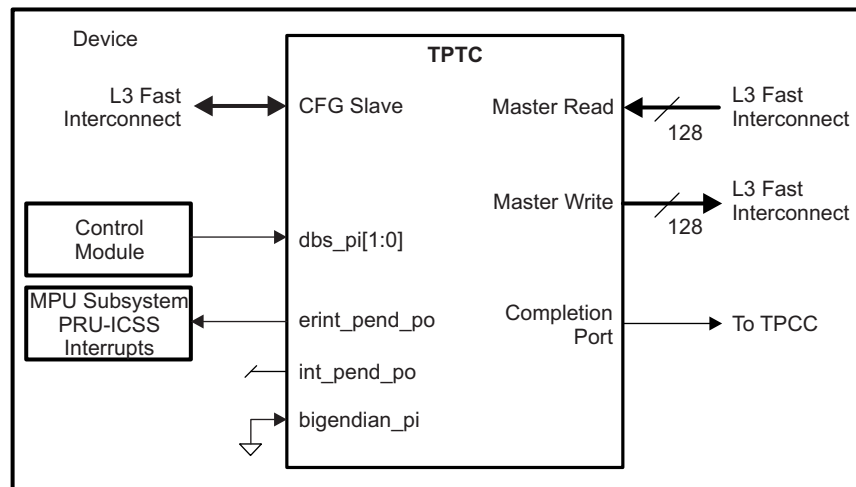 Device
TPTC
L3 Fast
Interconnect
CFG Slave
Master Read
128
L3 Fast
Interconnect
Master Write
128
L3 Fast
Interconnect
Control
Module
dbs_pi[1:0]
MPU Subsystem
PRU-ICSS
Interrupts
erint_pend_po
Completion
Port
To TPCC
int_pend_po
bigendian_pi